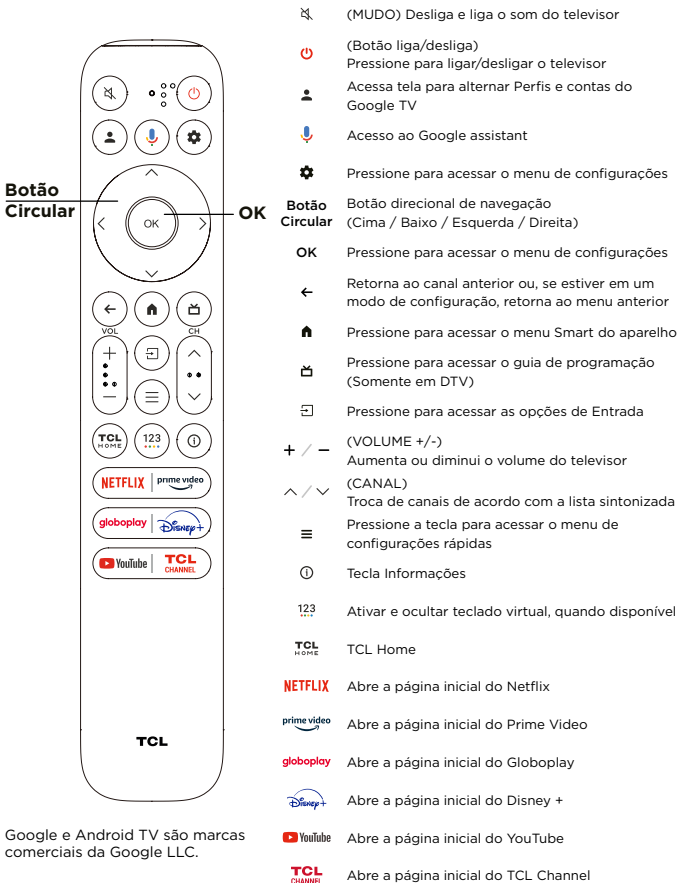 Botão
Circular
OK
OK
VOL
CH
TCL
HOME
123
NETFLIX
prime video
globoplay
Disney+
YouTube
TCL
CHANNEL
TCL
Google e Android TV são marcas
comerciais da Google LLC.
(MUDO) Desliga e liga o som do televisor
(Botão liga/desliga)
Pressione para ligar/desligar o televisor
Acessa tela para alternar Perfis e contas do
Google TV
Acesso ao Google assistant
Pressione para acessar o menu de configurações
Botão
Circular
Botão direcional de navegação
(Cima / Baixo / Esquerda / Direita)
OK
Pressione para acessar o menu de configurações
Retorna ao canal anterior ou, se estiver em um
modo de configuração, retorna ao menu anterior
Pressione para acessar o menu Smart do aparelho
Pressione para acessar o guia de programação
(Somente em DTV)
Pressione para acessar as opções de Entrada
+ / −
(VOLUME +/-)
Aumenta ou diminui o volume do televisor
(CANAL)
Troca de canais de acordo com a lista sintonizada
Pressione a tecla para acessar o menu de
configurações rápidas
Tecla Informações
123
Ativar e ocultar teclado virtual, quando disponível
TCL
HOME
TCL Home
NETFLIX
Abre a página inicial do Netflix
prime video
Abre a página inicial do Prime Video
globoplay
Abre a página inicial do Globoplay
Disney+
Abre a página inicial do Disney +
YouTube
Abre a página inicial do YouTube
TCL
CHANNEL
Abre a página inicial do TCL Channel